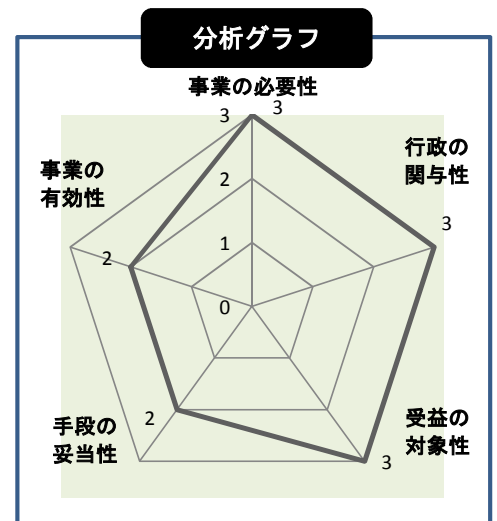 分析グラフ
事業の必要性
3
3
行政の
関与性
3
事業の
有効性
2
2
1
0
2
手段の
妥当性
受益の
対象性
3